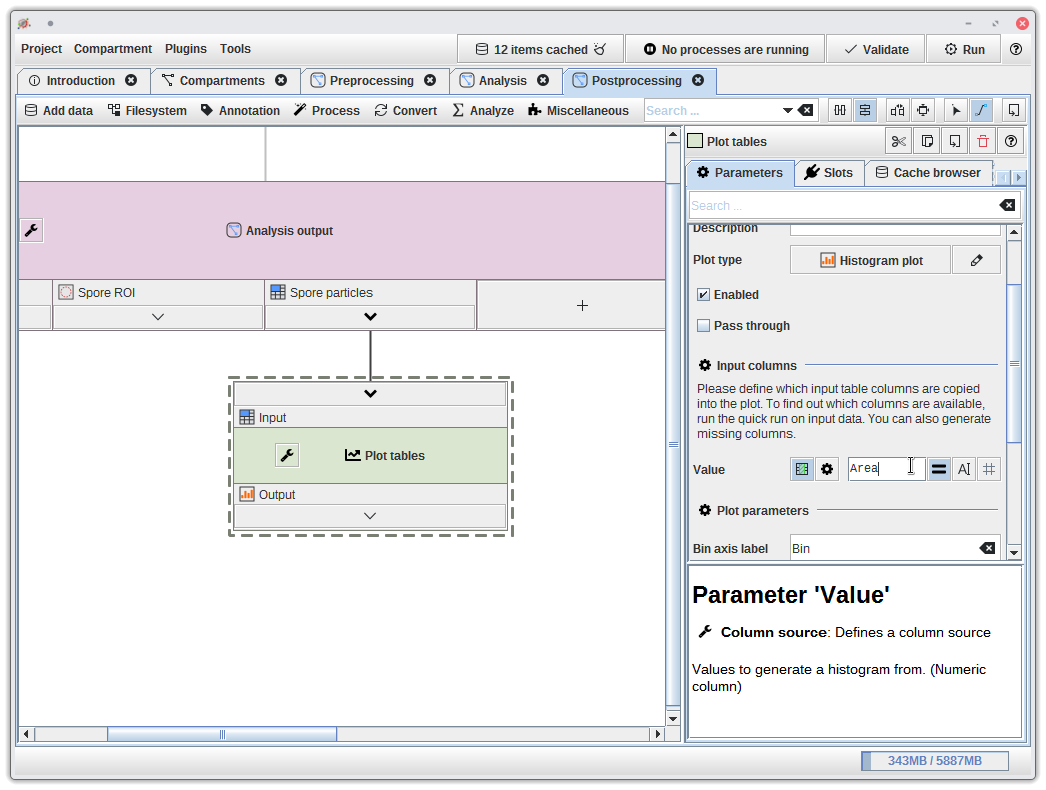 Project Compartment Plugins Tools 12 items cached No processes are running Validate Run
Introduction Compartments Preprocessing Analysis Postprocessing
Add data Filesystem Annotation Process Convert Analyze Miscellaneous Search ...
Analysis output
Spore ROI Spore particles
Input
Plot tables
Output
Plot tables
Parameters Slots Cache browser
Search ...
Description
Plot type Histogram plot
Enabled
Pass through
Input columns
Please define which input table columns are copied
into the plot. To find out which columns are available,
run the quick run on input data. You can also generate
missing columns.
Value Area
Plot parameters
Bin axis label Bin
Parameter 'Value'
Column source: Defines a column source
Values to generate a histogram from. (Numeric
column)
343MB / 5887MB